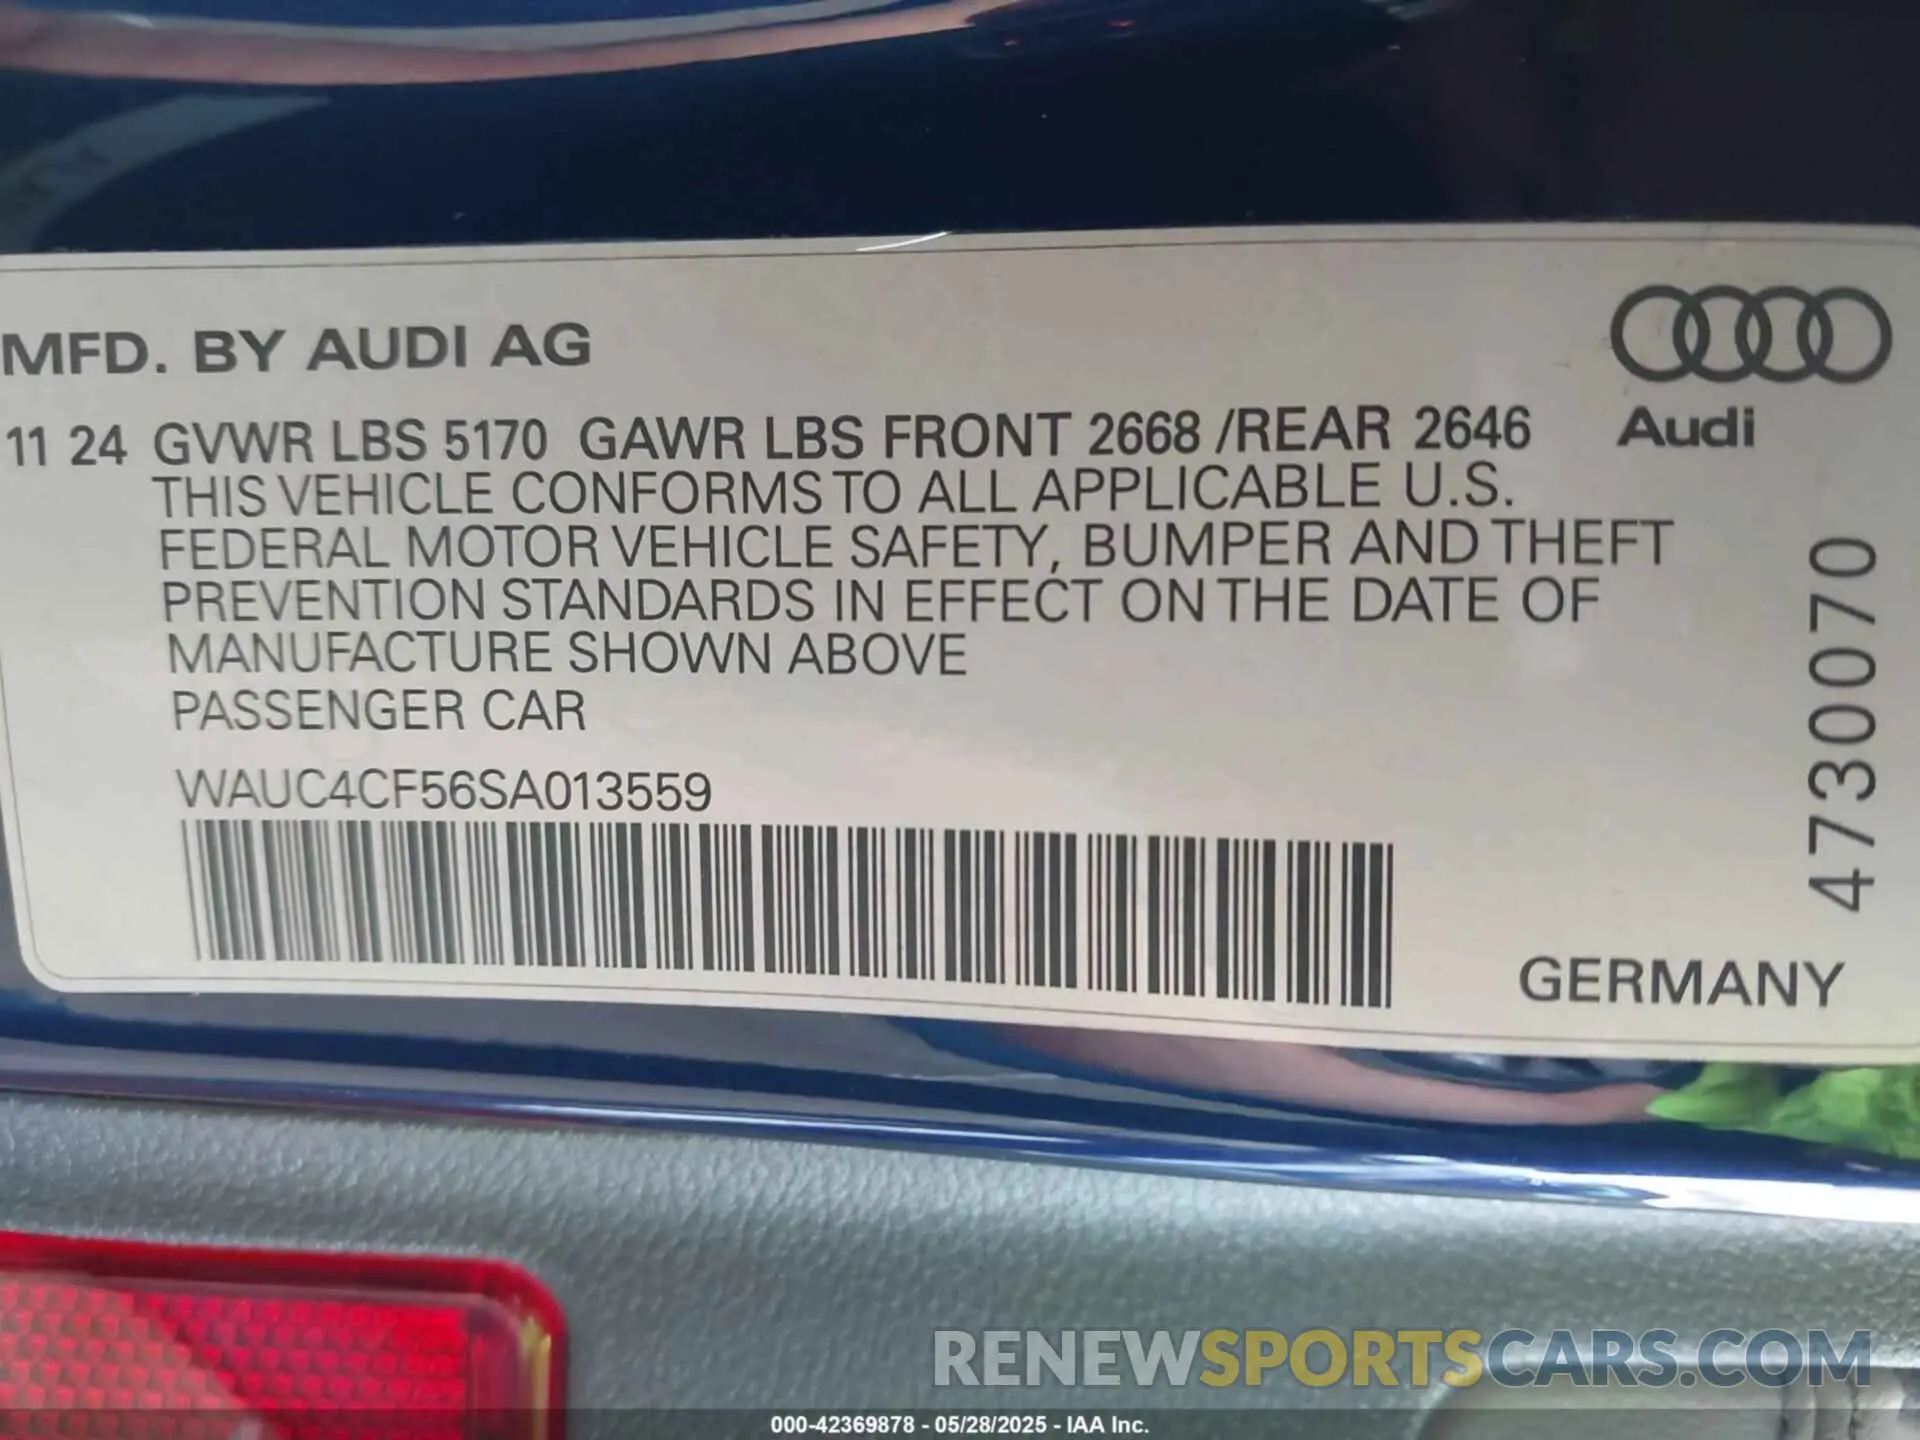 MFD. BY AUDI AG
11 24 GVWR LBS 5170 GAWR LBS FRONT 2668 /REAR 2646
Audi
THIS VEHICLE CONFORMS TO ALL APPLICABLE U.S.
FEDERAL MOTOR VEHICLE SAFETY, BUMPER AND THEFT
PREVENTION STANDARDS IN EFFECT ON THE DATE OF
MANUFACTURE SHOWN ABOVE
PASSENGER CAR
WAUC4CF56SA013559
4730070
GERMANY
RENEWSPORTSCARS.COM
000-42369878 - 05/28/2025 - IAA Inc.